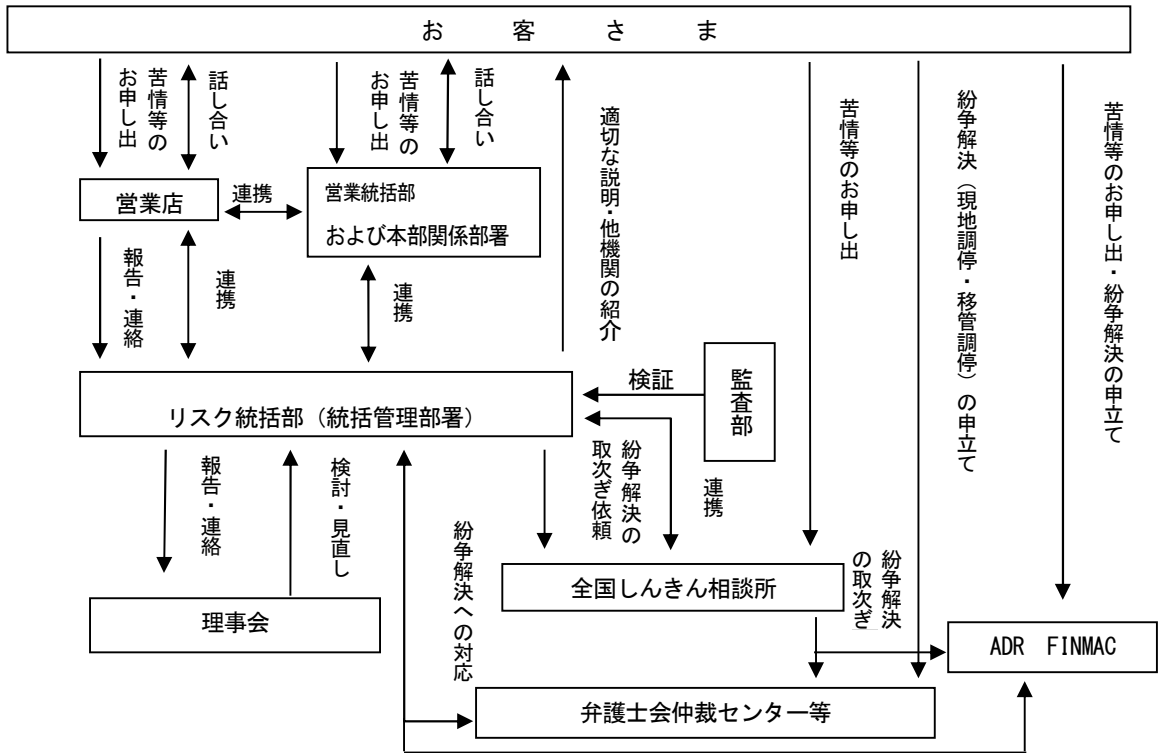 お客さま
苦情等の
お申し出
話し合い
苦情等の
お申し出
話し合い
適切な説明・他機関の紹介
苦情等のお申し出
紛争解決（現地調停・移管調停）の申立て
苦情等のお申し出・紛争解決の申立て
営業店
連携
営業統括部
および本部関係部署
報告・連絡
連携
連携
検証
監査部
リスク統括部（統括管理部署）
報告・連絡
検討・見直し
紛争解決への対応
紛争解決の
取次ぎ依頼
連携
全国しんきん相談所
紛争解決
の取次ぎ
理事会
ADR FINMAC
弁護士会仲裁センター等